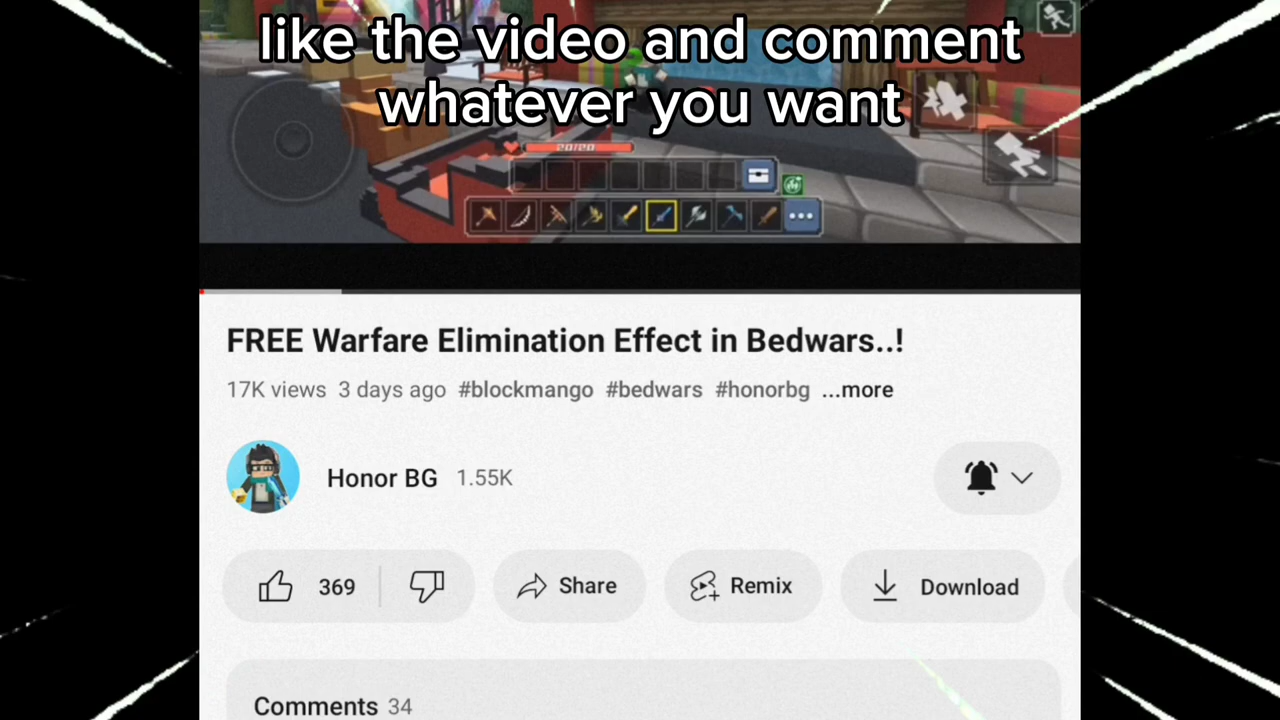 like the video and comment
whatever you want
20/20
FREE Warfare Elimination Effect in Bedwars..!
17K views 3 days ago #blockmango #bedwars #honorbg ...more
Honor BG 1.55K
369 Share Remix Download
Comments 34